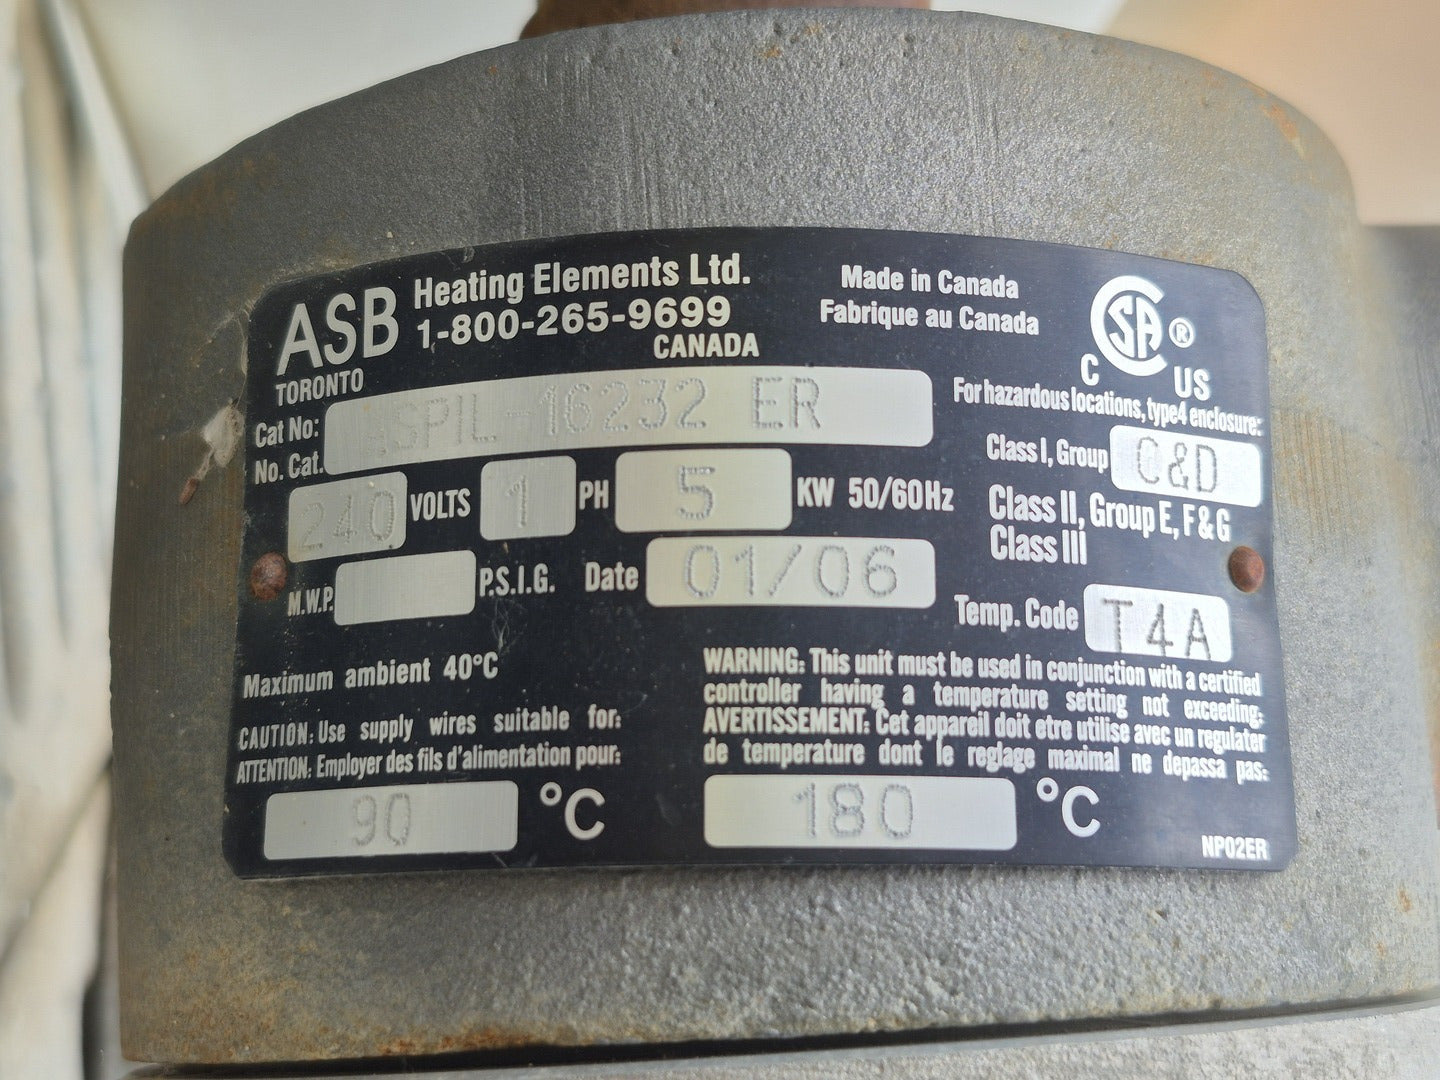 ASB Heating Elements Ltd.
1-800-265-9699
TORONTO CANADA
Made in Canada
Fabrique au Canada
CSA ®
C US
Cat No:
No. Cat. SPIL-16232 ER
240 VOLTS 1 PH 5 KW 50/60Hz
M.W.P. P.S.I.G. Date 01/06
For hazardous locations, type4 enclosure:
Class I, Group C&D
Class II, Group E, F & G
Class III
Temp. Code T4A
Maximum ambient 40°C
CAUTION: Use supply wires suitable for:
ATTENTION: Employer des fils d'alimentation pour:
90 °C
WARNING: This unit must be used in conjunction with a certified
controller having a temperature setting not exceeding:
AVERTISSEMENT: Cet appareil doit etre utilise avec un regulater
de temperature dont le reglage maximal ne depassa pas:
180 °C
NP02ER